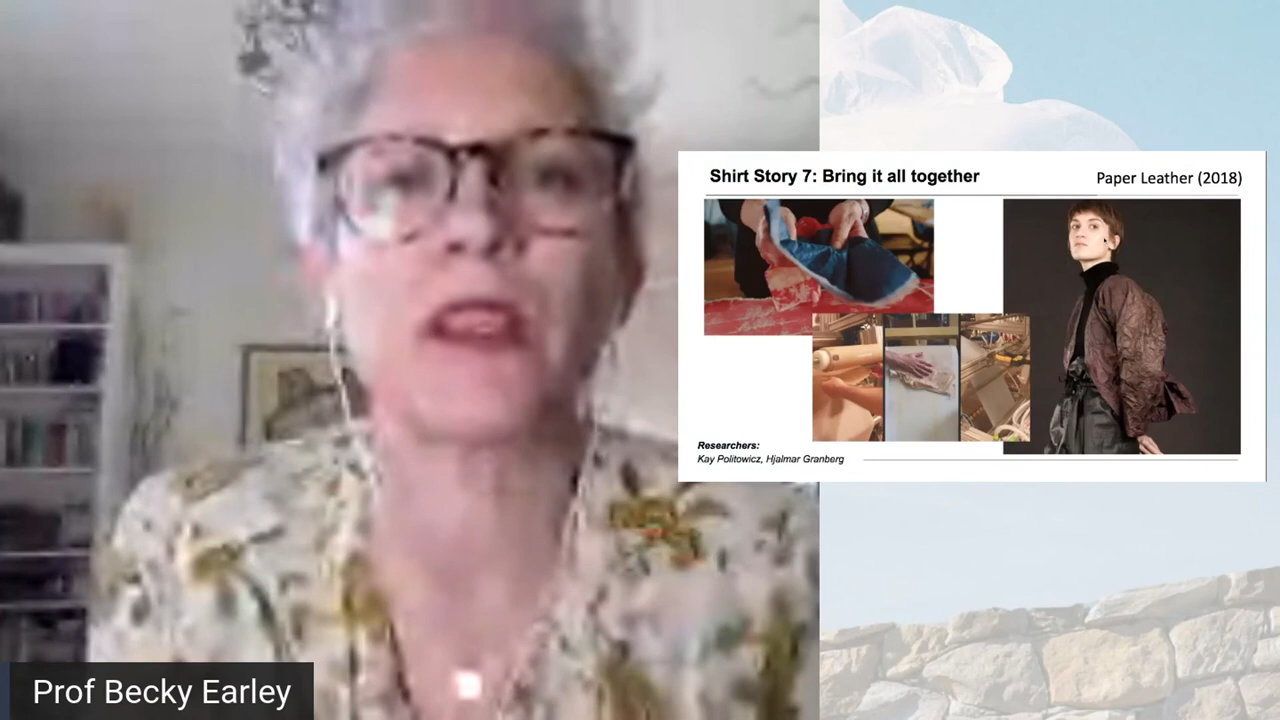 Shirt Story 7: Bring it all together
Paper Leather (2018)
Researchers:
Kay Politowicz, Hjalmar Granberg
Prof Becky Earley